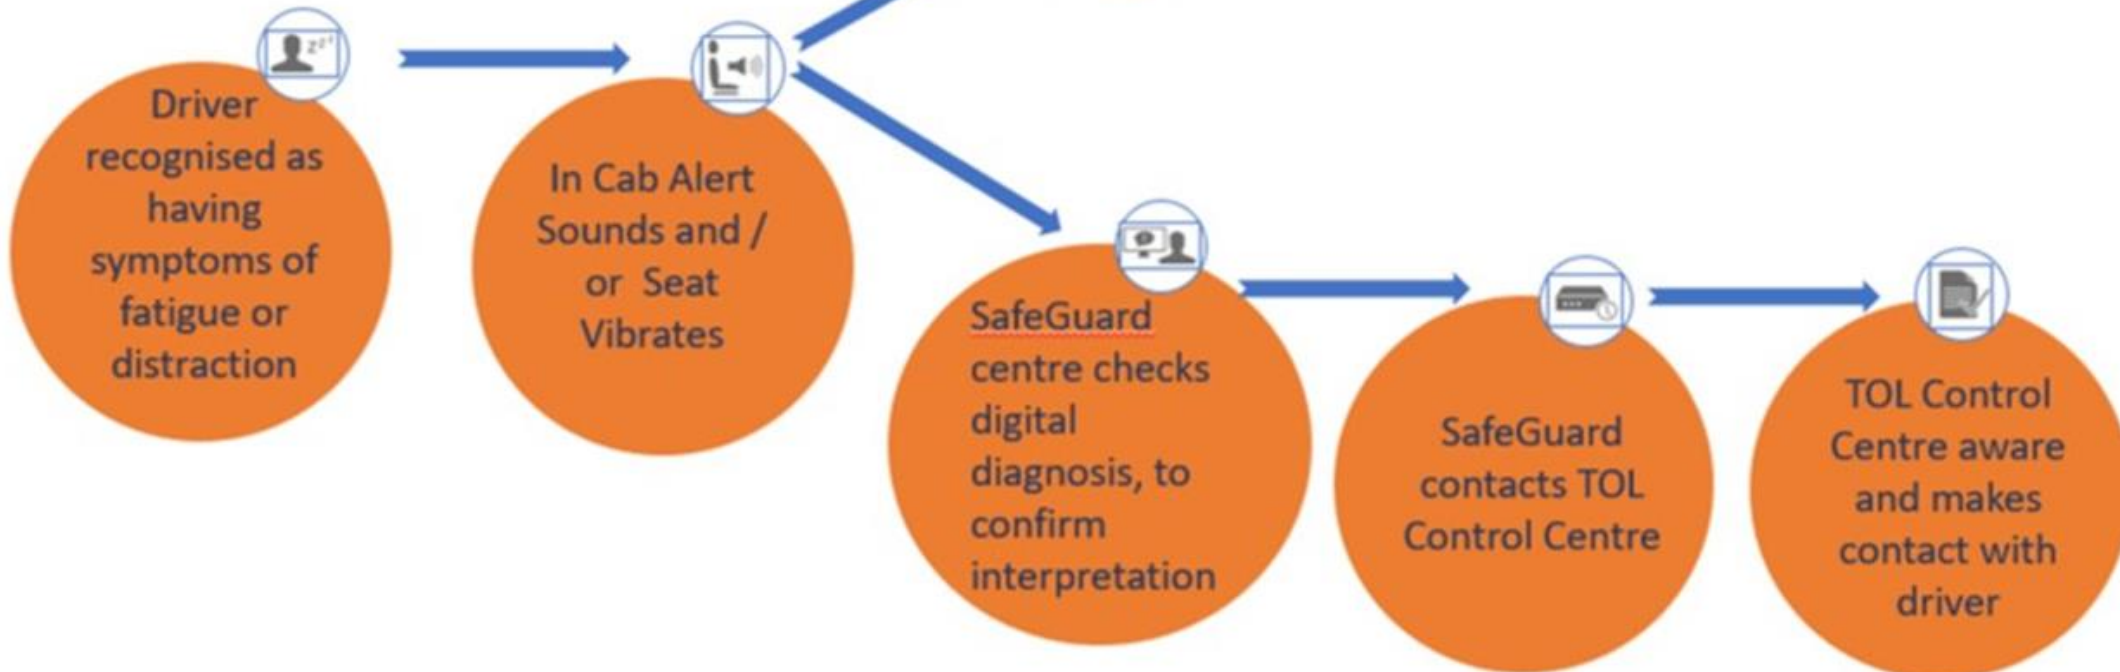 Driver
recognised as
having
symptoms of
fatigue or
distraction
In Cab Alert
Sounds and /
or Seat
Vibrates
SafeGuard
centre checks
digital
diagnosis, to
confirm
interpretation
SafeGuard
contacts TOL
Control Centre
TOL Control
Centre aware
and makes
contact with
driver